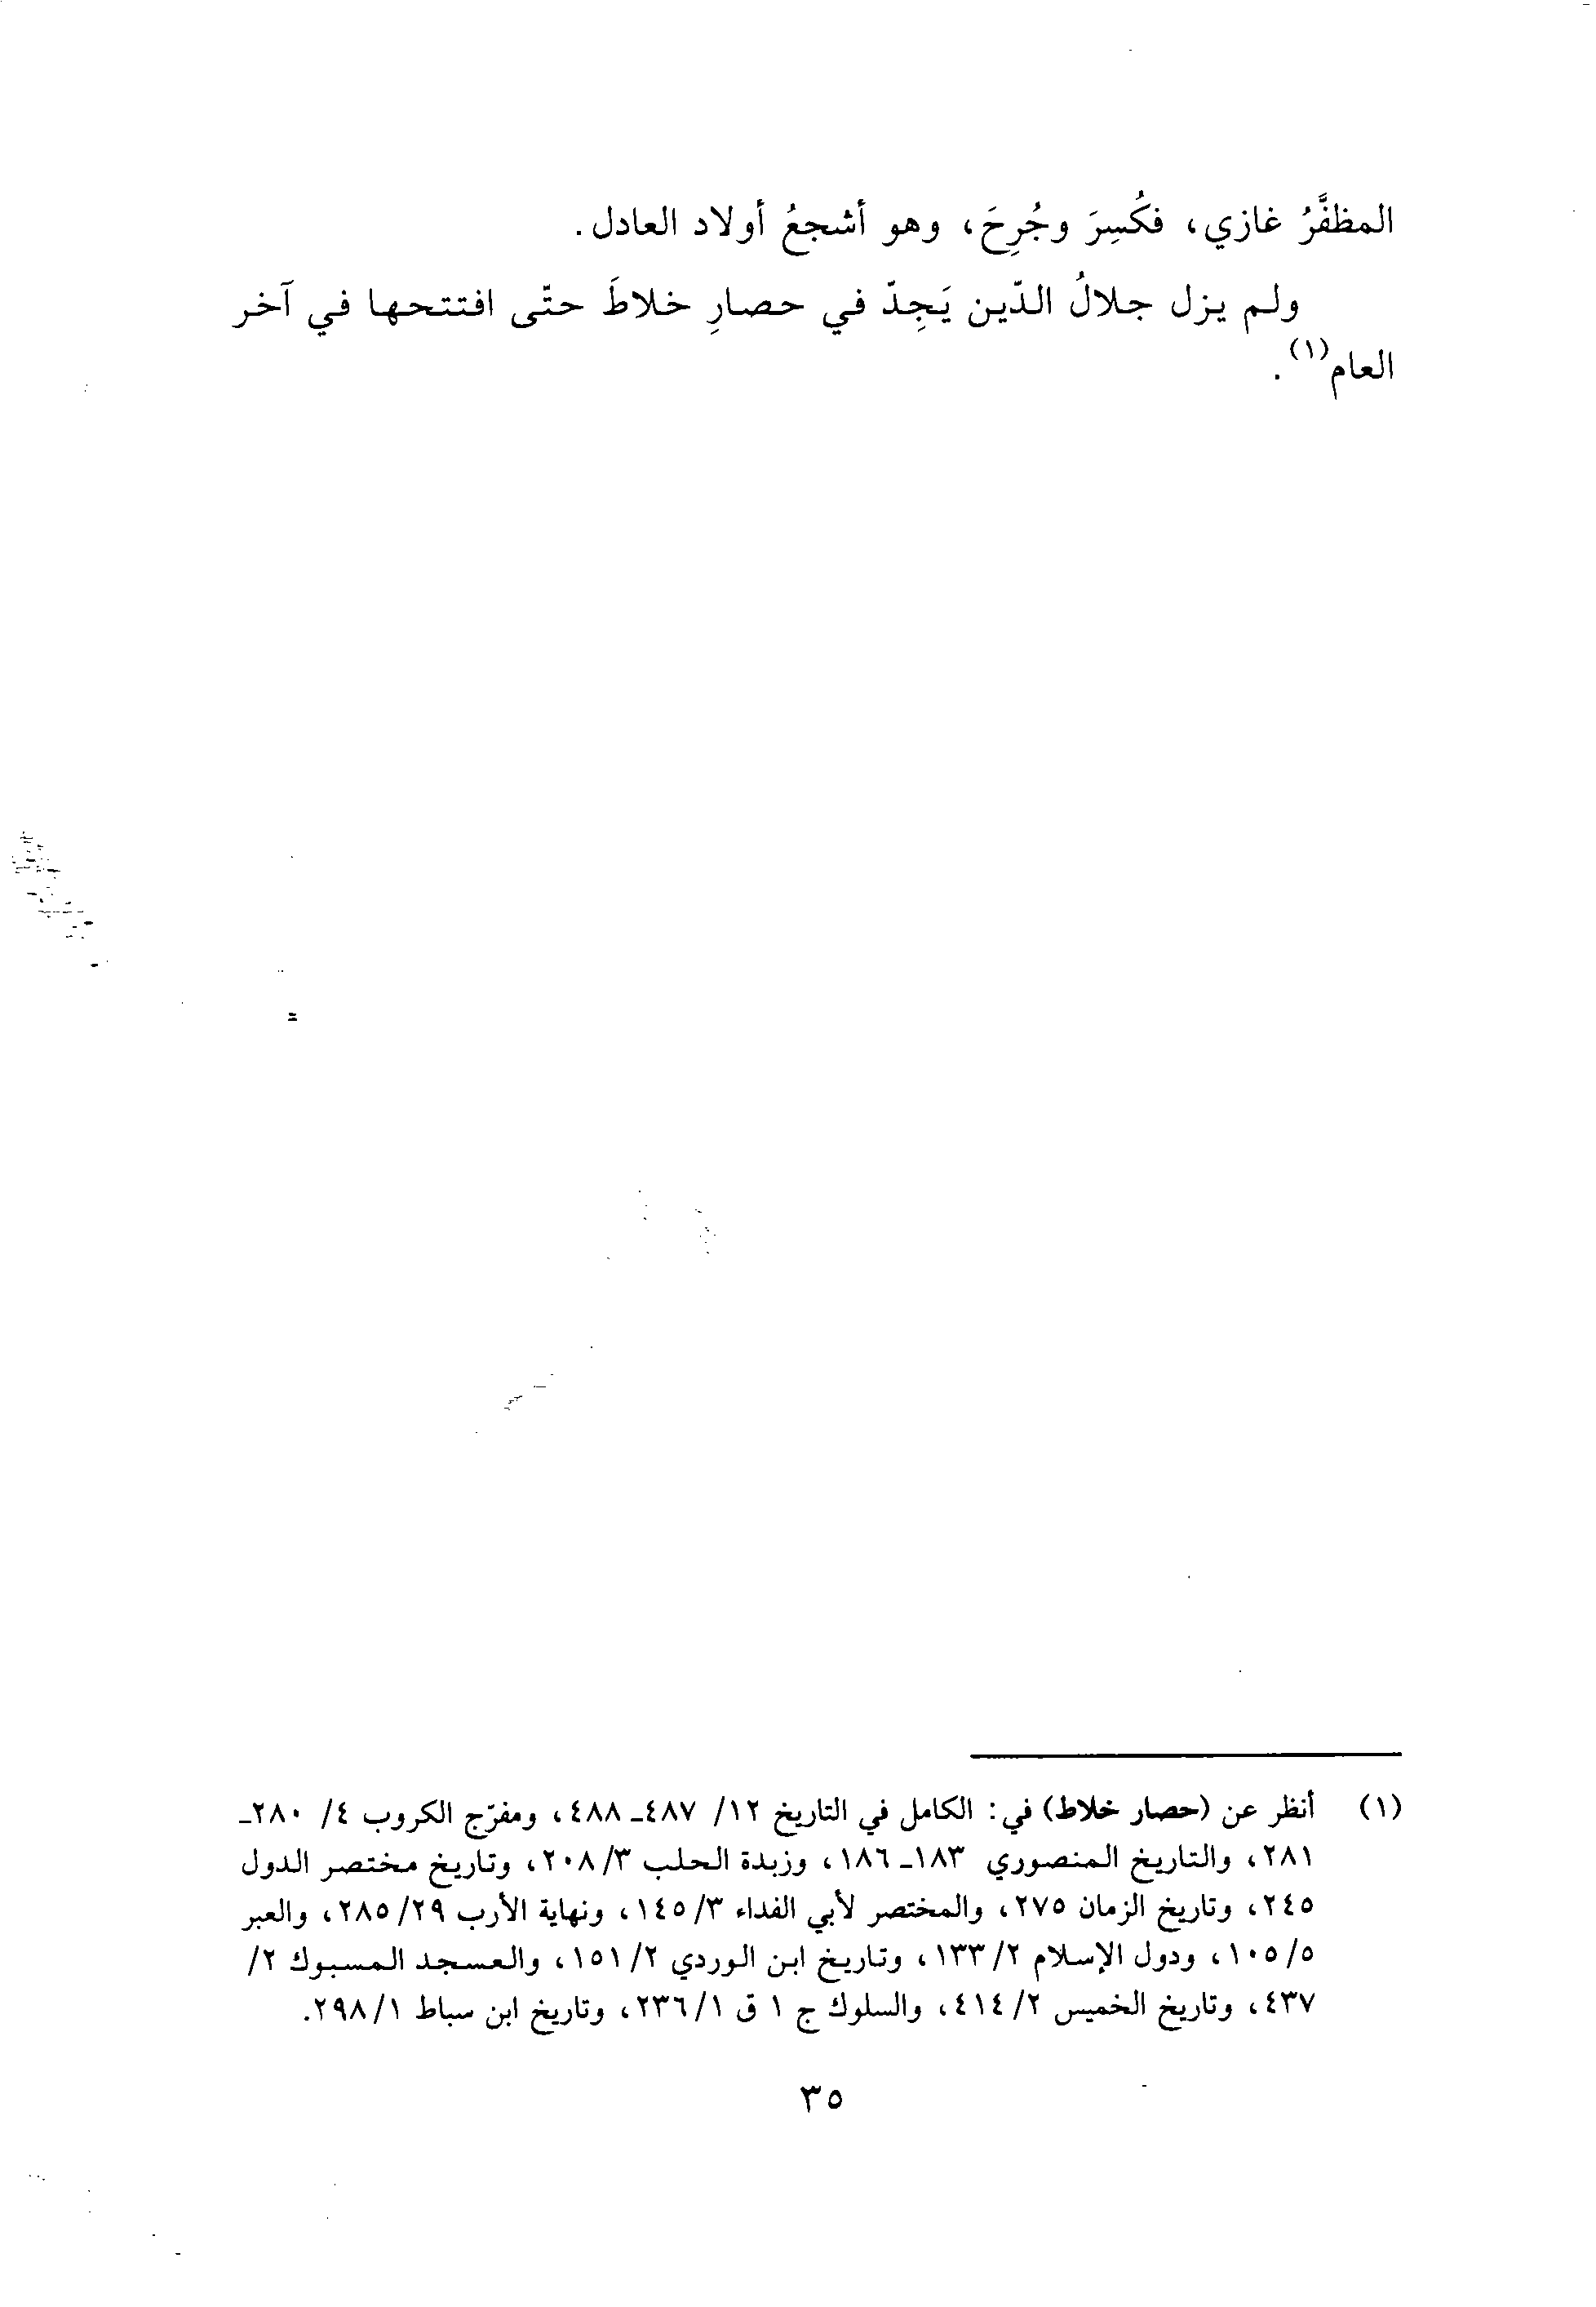 المظفَّرُ غازي، فكُسِرَ وجُرِحَ، وهو أشجعُ أولاد العادل.
ولم يزل جلالُ الدّين يَجِدّ في حصارِ خلاطَ حتّى افتتحها في آخر
العام(١).
(١) أنظر عن (حصار خلاط) في: الكامل في التاريخ ١٢/ ٤٨٧ـ ٤٨٨، ومفرّج الكروب ٤/ ٢٨٠ـ
٢٨١، والتاريخ المنصوري ١٨٣ـ ١٨٦، وزبدة الحلب ٣/ ٢٠٨، وتاريخ مختصر الدول
٢٤٥، وتاريخ الزمان ٢٧٥، والمختصر لأبي الفداء ٣/ ١٤٥، ونهاية الأرب ٢٩/ ٢٨٥، والعبر
٥/ ١٠٥، ودول الإسلام ٢/ ١٣٣، وتاريخ ابن الوردي ٢/ ١٥١، والعسجد المسبوك ٢/
٤٣٧، وتاريخ الخميس ٢/ ٤١٤، والسلوك ج ١ ق ١/ ٢٣٦، وتاريخ ابن سباط ١/ ٢٩٨.
٣٥